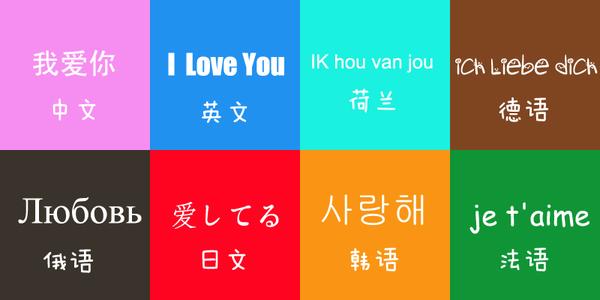 我爱你
中文
I Love You
英文
IK hou van jou
荷兰
ich Liebe dich
德语
Любовь
俄语
爱してる
日文
사랑해
韩语
je t'aime
法语